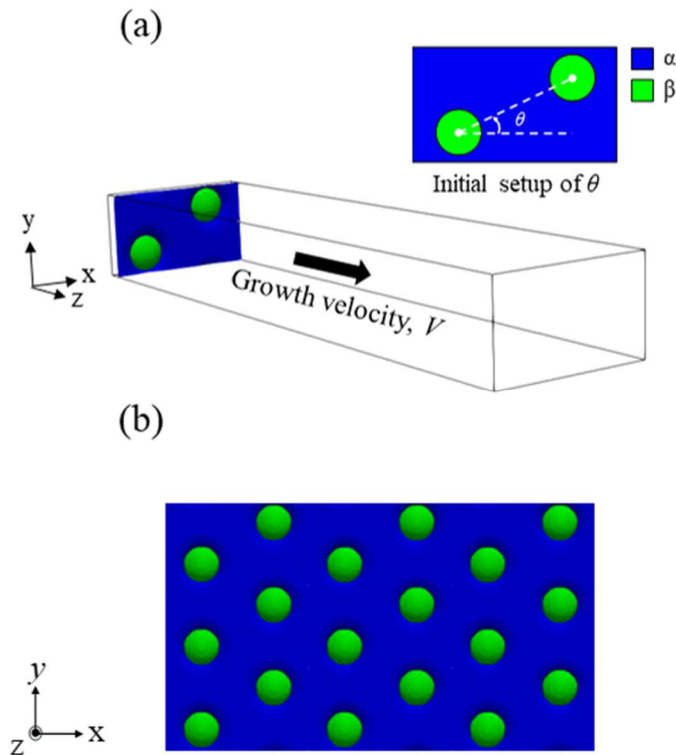 (a)
α
β
θ
Initial setup of θ
y
x
z
Growth velocity, V
(b)
y
z
x